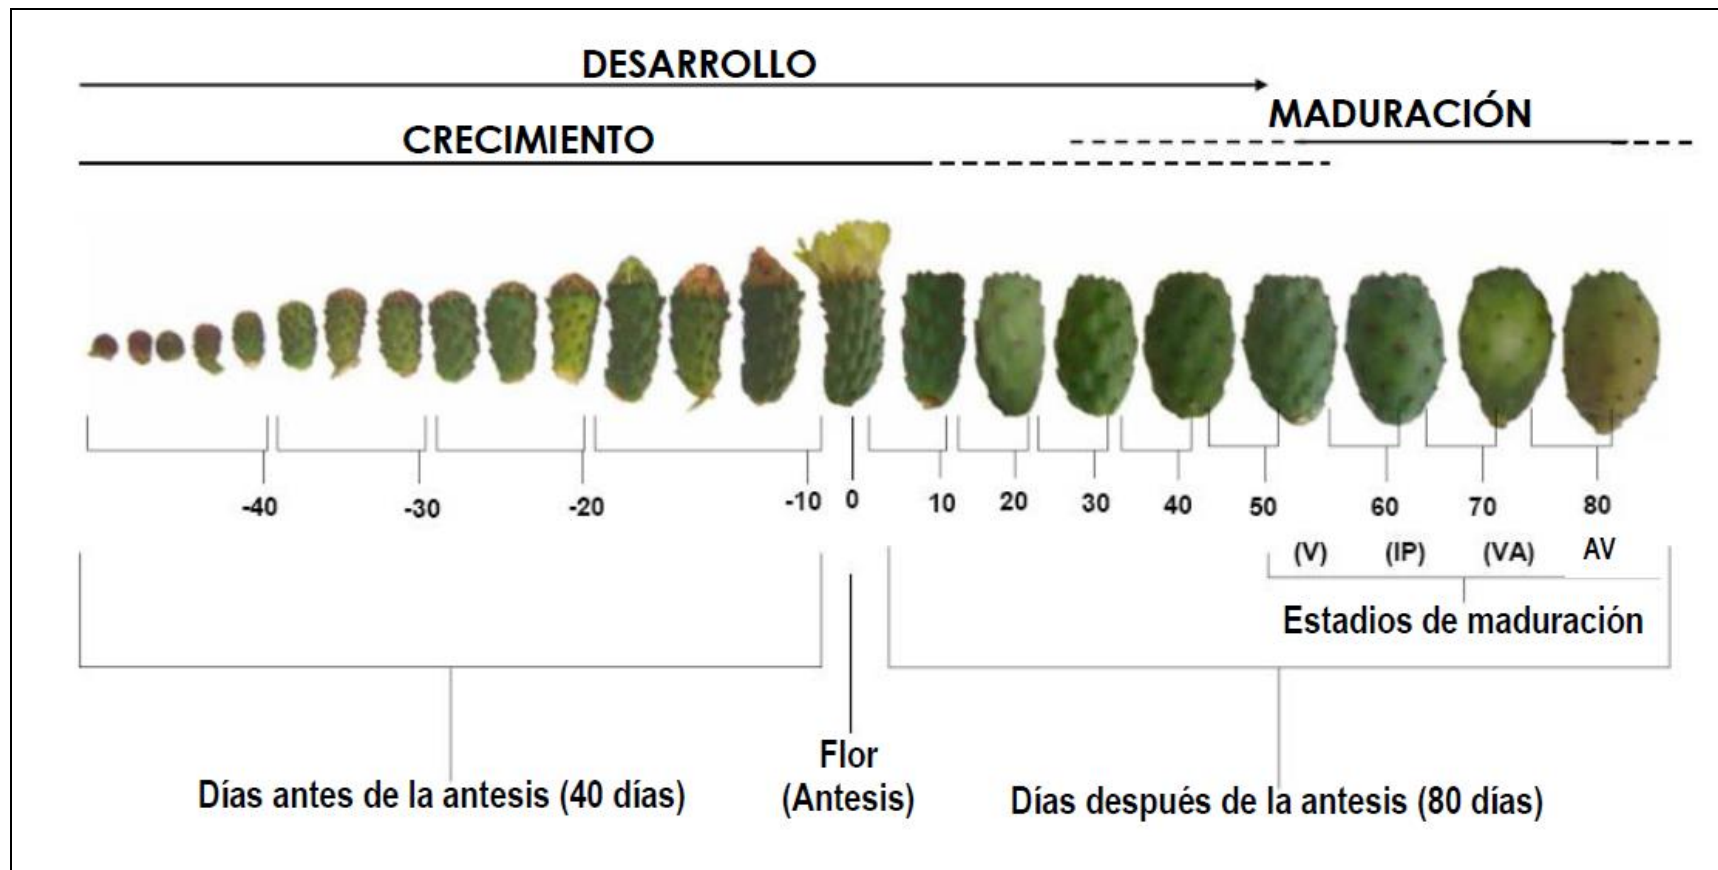 DESARROLLO
MADURACIÓN
CRECIMIENTO
-40 -30 -20 -10 0 10 20 30 40 50 60 70 80
(V) (IP) (VA) AV
Estadios de maduración
Flor
(Antesis)
Días antes de la antesis (40 días)
Días después de la antesis (80 días)